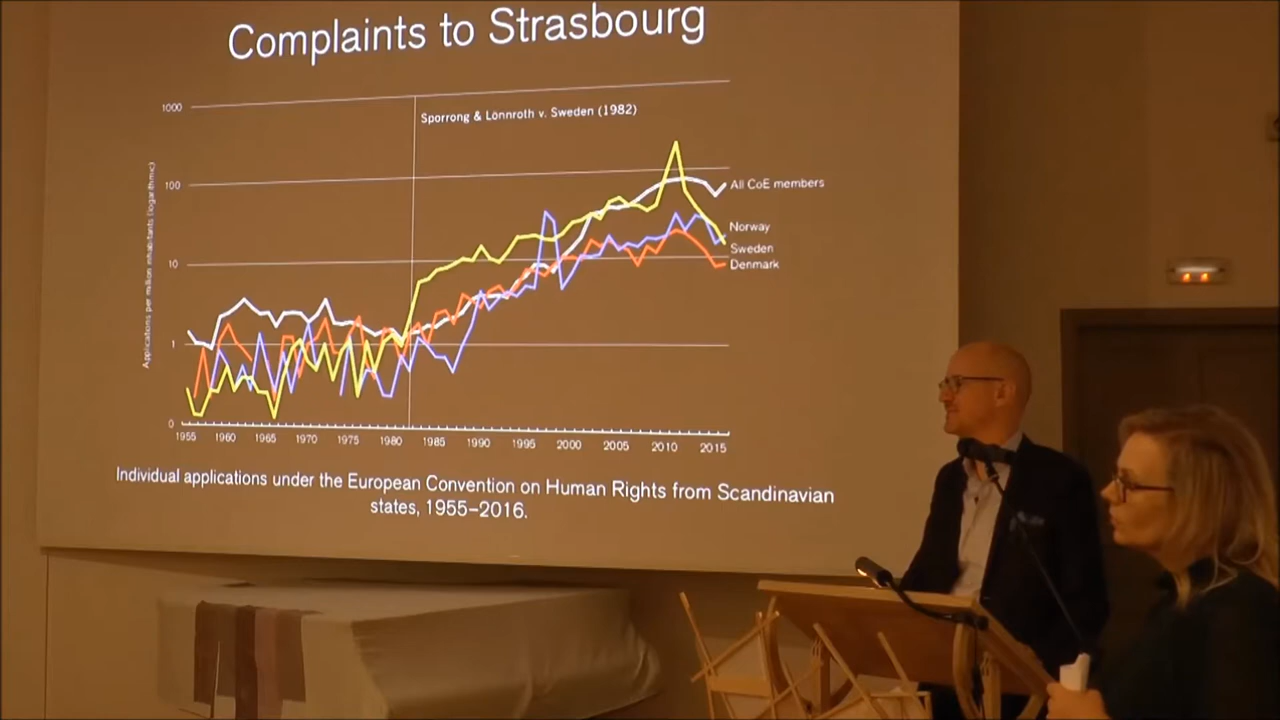 Complaints to Strasbourg
1000
Sporrong & Lönnroth v. Sweden (1982)
Applications per million inhabitants (logarithmic)
100
All CoE members
Norway
Sweden
10
Denmark
1
0
1955 1960 1965 1970 1975 1980 1985 1990 1995 2000 2005 2010 2015
Individual applications under the European Convention on Human Rights from Scandinavian
states, 1955–2016.